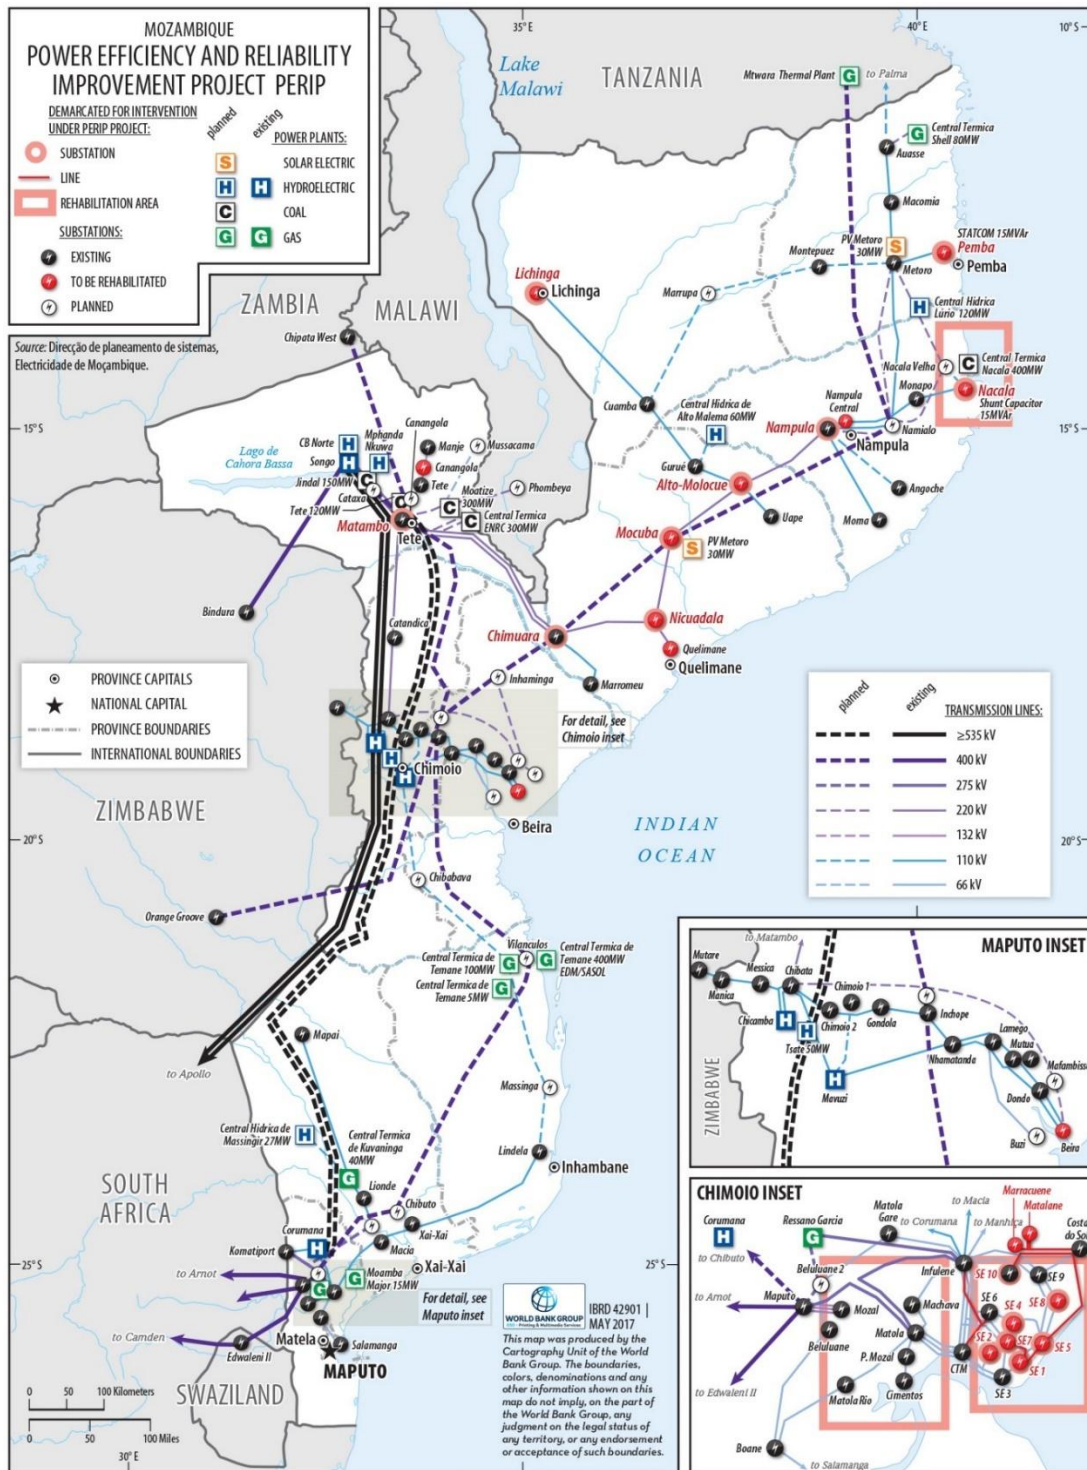 MOZAMBIQUE
POWER EFFICIENCY AND RELIABILITY
IMPROVEMENT PROJECT PERIP
DEMARCATED FOR INTERVENTION
UNDER PERIP PROJECT:
SUBSTATION
LINE
REHABILITATION AREA
SUBSTATIONS:
EXISTING
TO BE REHABILITATED
PLANNED
planned
existing
POWER PLANTS:
S SOLAR ELECTRIC
H H HYDROELECTRIC
C COAL
G G GAS
Source: Direcção de planeamento de sistemas,
Electricidade de Moçambique.
35°E
40°E
10°S
Lake
Malawi
TANZANIA
Mtwara Thermal Plant
G
to Palma
G
Central Termica
Shell 80MW
Auasse
Macomia
STATCOM 15MVAr
Pemba
Pemba
PV Metoro
30MW
S
Metoro
Montepuez
Marrupa
Lichinga
Lichinga
H
Central Hidrica
Lúrio 120MW
Nacala Velha
C
Central Termica
Nacala 400MW
Nacala
Shunt Capacitor
15MVAr
Monapo
Nampula
Central
Nampula
Nampula
Namialo
Cuamba
Central Hidrica de
Alto Malema 60MW
H
Gurué
Alto-Molocue
Uape
Angoche
Moma
Mocuba
S
PV Metoro
30MW
Nicuadala
Quelimane
Quelimane
Chimuara
Marromeu
ZAMBIA
MALAWI
Chipata West
15°S
15°S
Lago de
Cahora Bassa
CB Norte
H
Songo
H
Mphanda
Nkuwa
H
Jindal 150MW
C
Cataxa
Tete 120MW
C
Canangola
Manje
Canangola
Tete
Mussacama
Moatize
300MW
C
Phombeya
Central Termica
ENRC 300MW
C
Matambo
Tete
Bindura
Catandica
Inhaminga
For detail, see
Chimoio inset
H
H
H
Chimoio
Beira
PROVINCE CAPITALS
NATIONAL CAPITAL
PROVINCE BOUNDARIES
INTERNATIONAL BOUNDARIES
ZIMBABWE
20°S
20°S
INDIAN
OCEAN
planned
existing
TRANSMISSION LINES:
≥535 kV
400 kV
275 kV
220 kV
132 kV
110 kV
66 kV
Chibabava
Orange Groove
Vilanculos
Central Termica de
Temane 100MW
G
G
Central Termica de
Temane 400MW
EDM/SASOL
Central Termica de
Temane 5MW
G
Mapai
to Apollo
Massinga
Central Hidrica de
Massingir 27MW
H
Central Termica
de Kuvaninga
40MW
G
Lindela
Inhambane
SOUTH
AFRICA
Lionde
Chibuto
Xai-Xai
Macia
Xai-Xai
Corumana
H
Komatiport
25°S
25°S
to Arnot
G
Moamba
Major 15MW
G
For detail, see
Maputo inset
to Camden
Edwaleni II
Matela
Salamanga
MAPUTO
SWAZILAND
0 50 100 Kilometers
0 50 100 Miles
30°E
WORLD BANK GROUP
IBRD 42901 |
MAY 2017
This map was produced by the
Cartography Unit of the World
Bank Group. The boundaries,
colors, denominations and any
other information shown on this
map do not imply, on the part of
the World Bank Group, any
judgment on the legal status of
any territory, or any endorsement
or acceptance of such boundaries.
MAPUTO INSET
to Matambo
Mutare
Manica
Messica
Chibata
Chicamba
H
Chimoio 1
Chimoio 2
H
Tsate 50MW
Gondola
Inchope
Mavuzi
H
Nhamatanda
Lamego
Mutua
Mafambisse
Dondo
Buzi
Beira
ZIMBABWE
CHIMOIO INSET
Corumana
H
Ressano Garcia
G
Matola
Gare
to Macia
to Corumana
to Manhiça
Marracuene
Matalane
Costa
do Sol
to Chibuto
Beluluane 2
Infulene
SE 10
SE 9
to Arnot
Maputo
Mozal
Machava
SE 6
SE 4
SE 8
Beluluane
Matola
SE 2
SE 7
SE 5
P. Mozal
CTM
SE 1
SE 3
to Edwaleni II
Matola Rio
Cimentos
Boane
to Salamanga